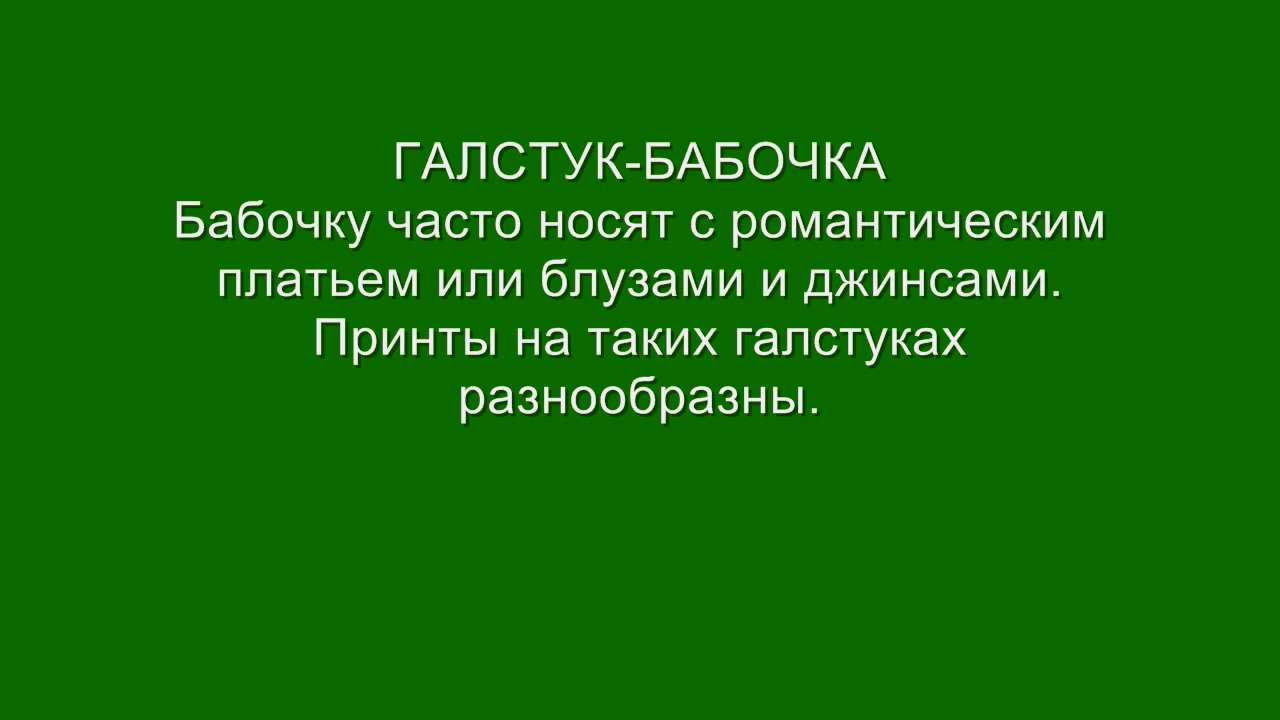 ГАЛСТУК-БАБОЧКА
Бабочку часто носят с романтическим
платьем или блузами и джинсами.
Принты на таких галстуках
разнообразны.